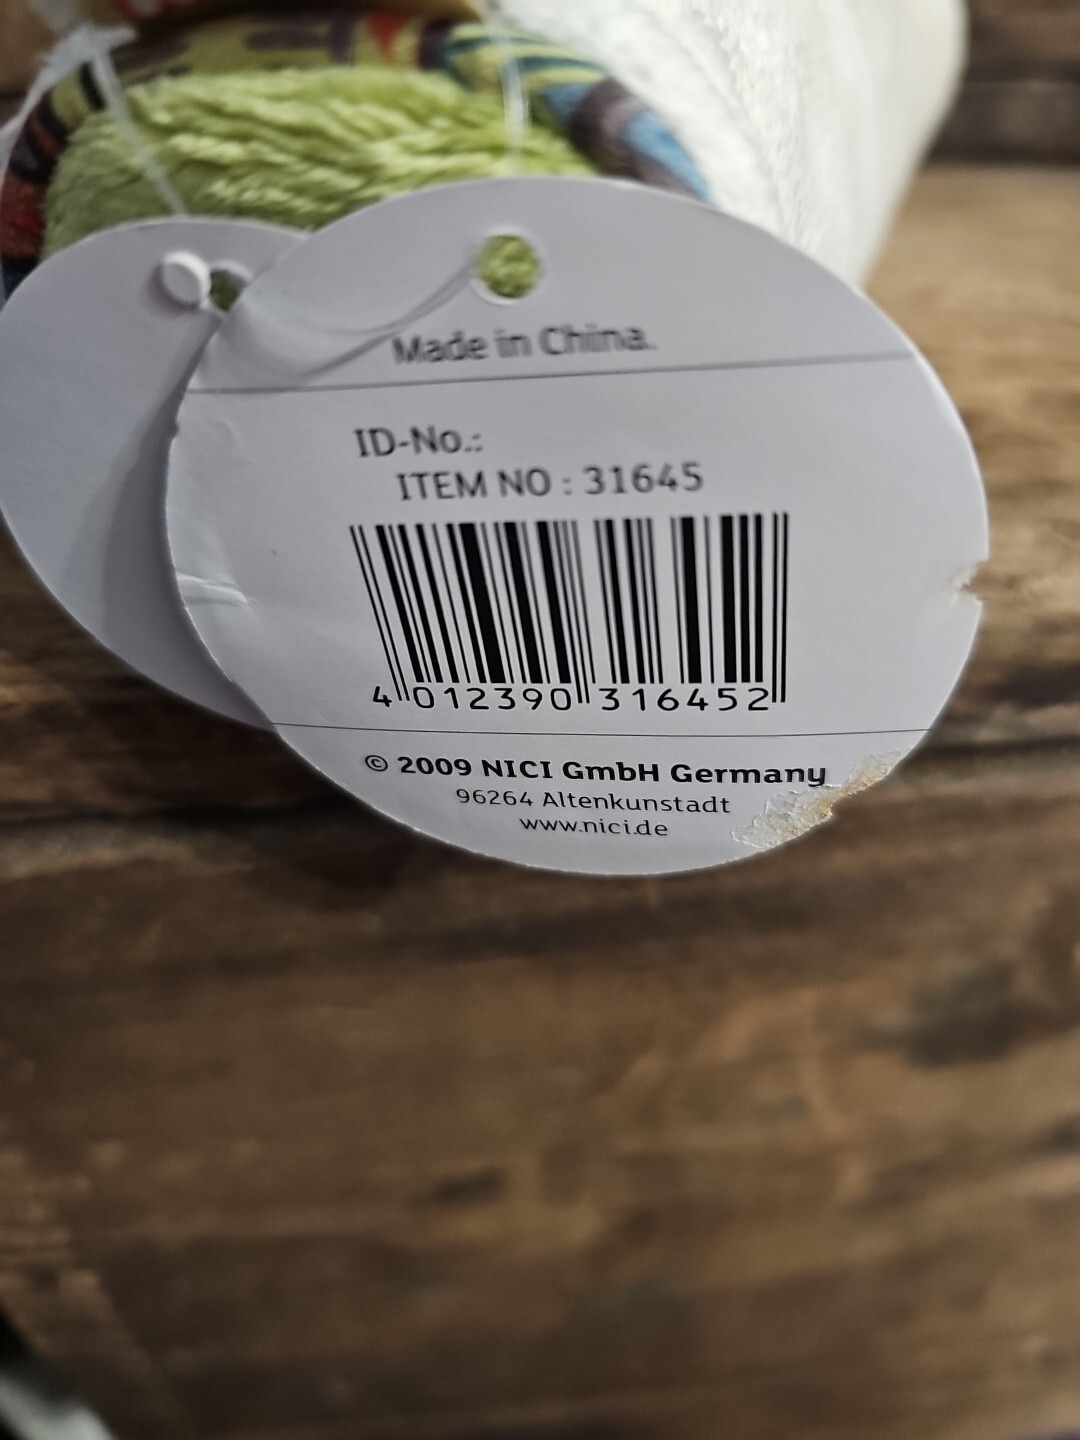 Made in China.
ID-No.:
ITEM NO : 31645
4 012390 316452
© 2009 NICI GmbH Germany
96264 Altenkunstadt
www.nici.de